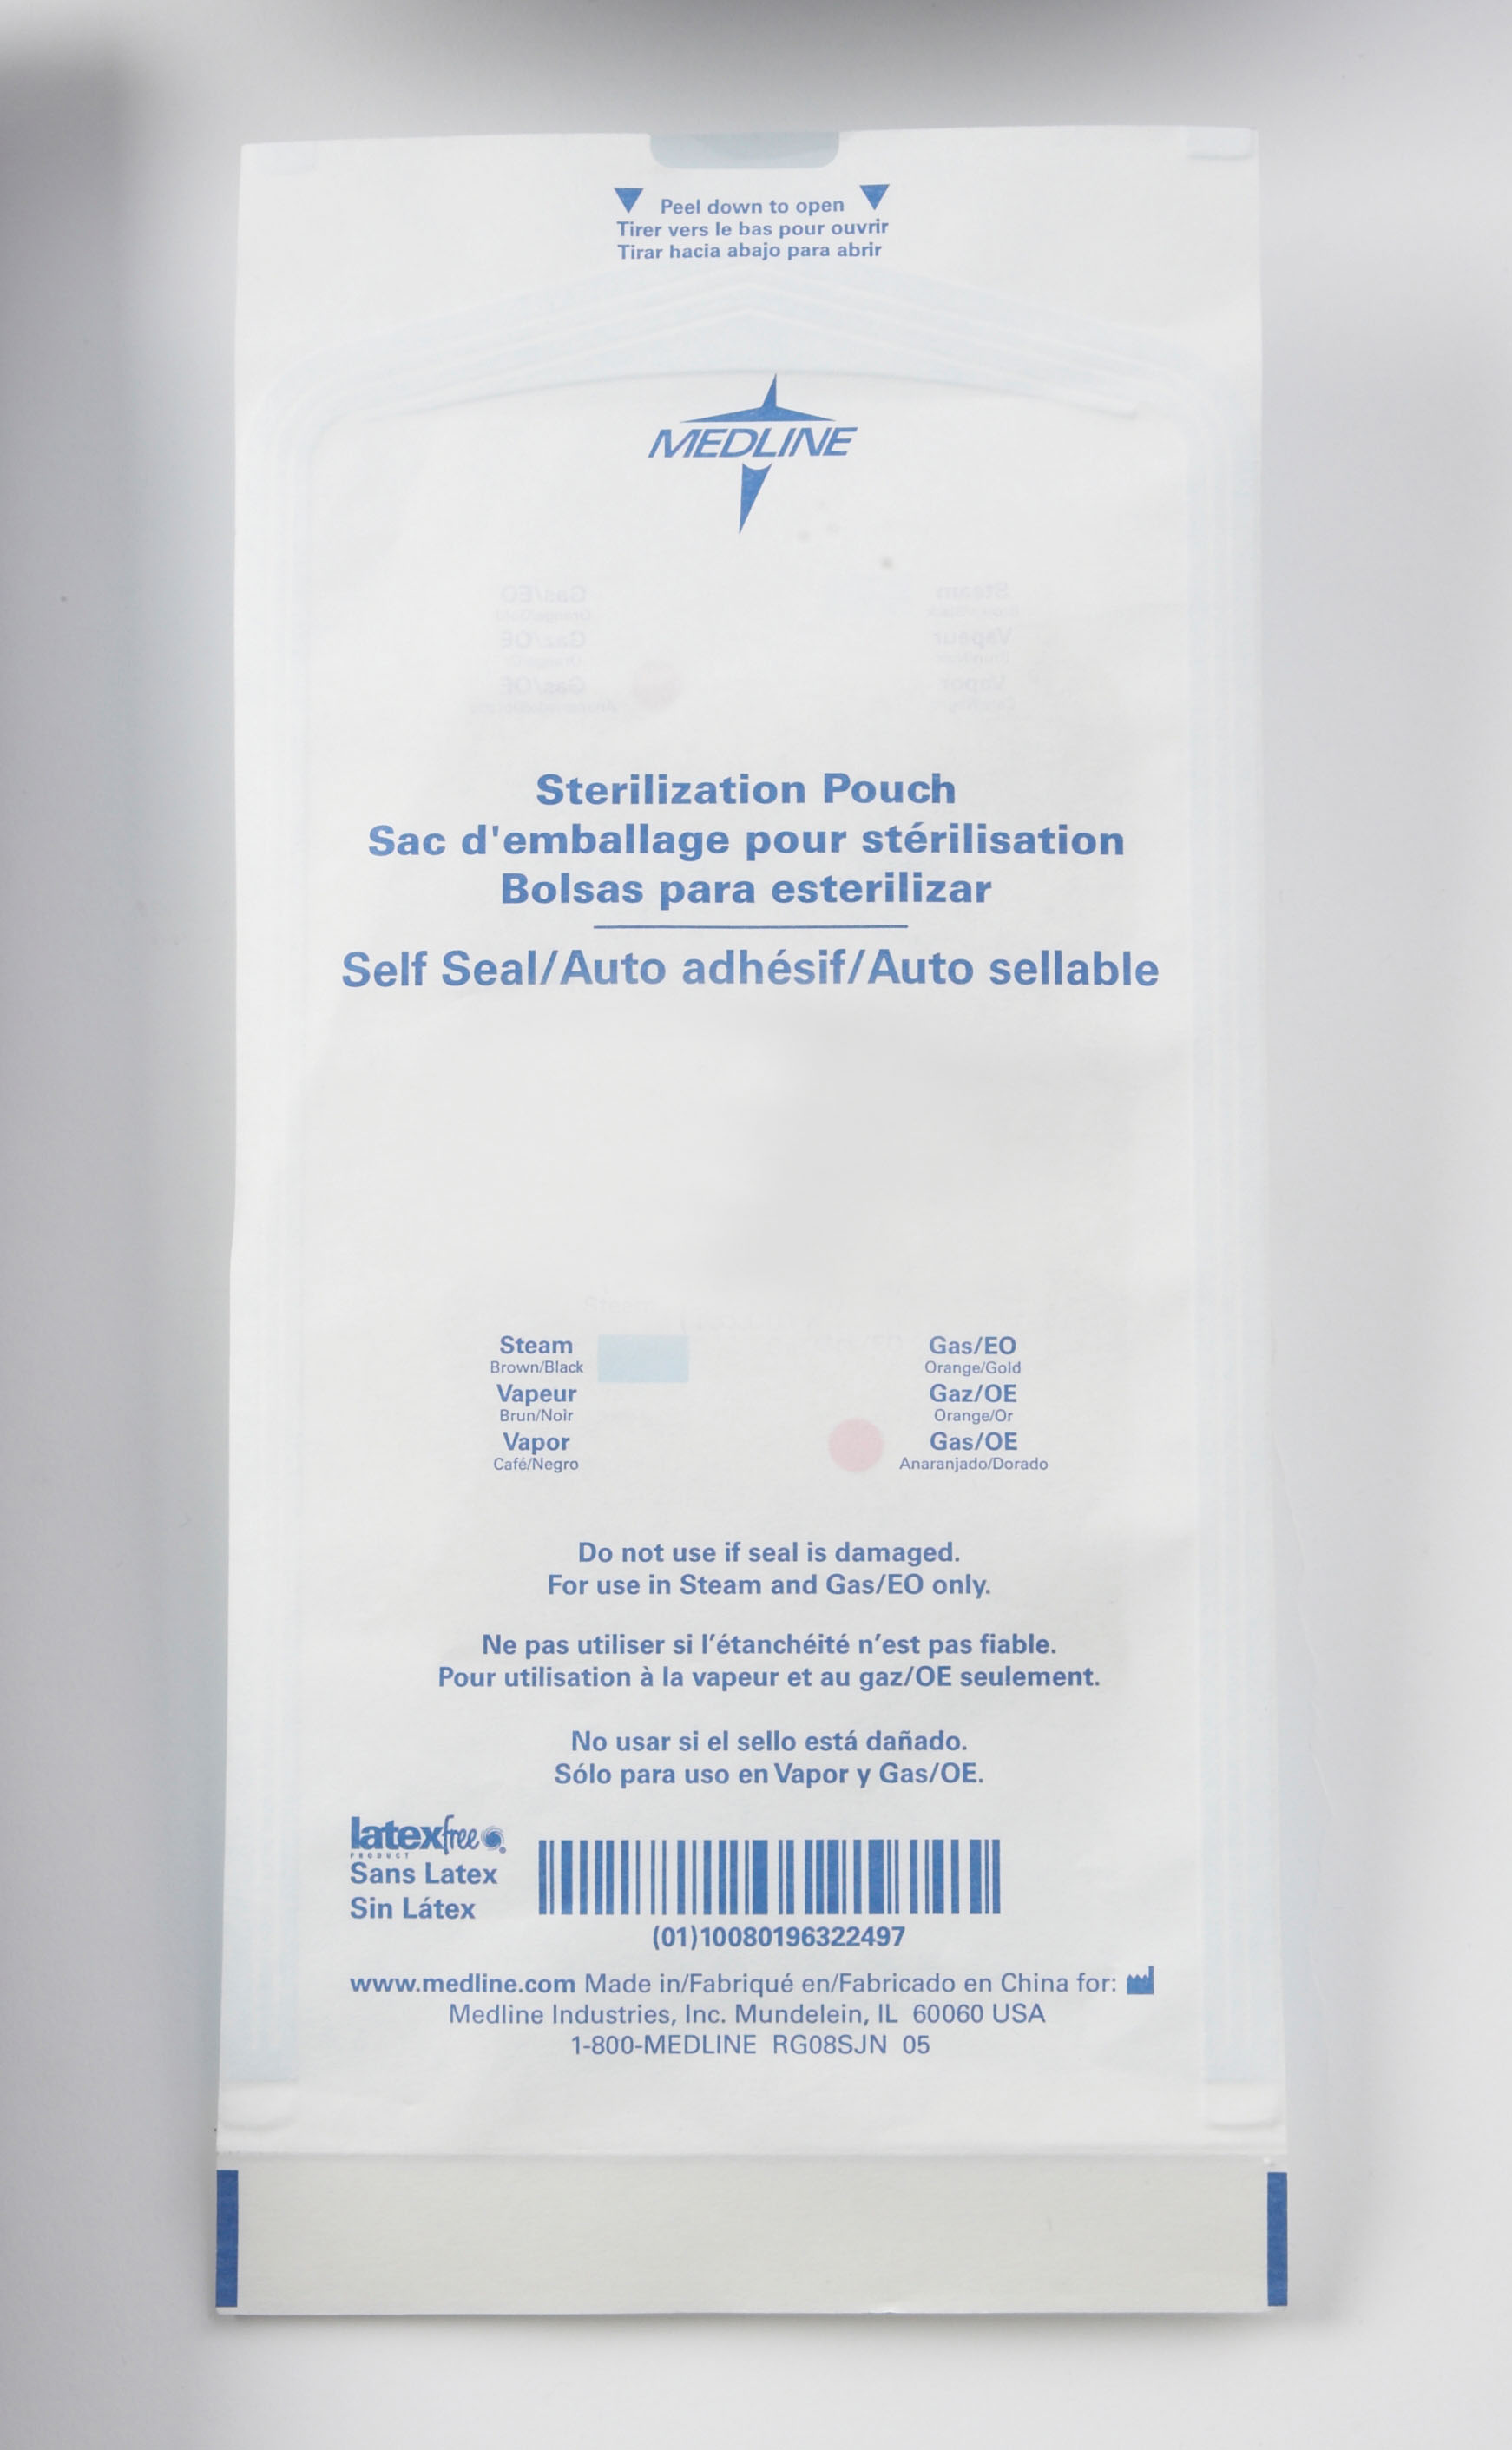 Peel down to open
Tirer vers le bas pour ouvrir
Tirar hacia abajo para abrir
MEDLINE
Sterilization Pouch
Sac d'emballage pour stérilisation
Bolsas para esterilizar
Self Seal/Auto adhésif/Auto sellable
Steam
Brown/Black
Vapeur
Brun/Noir
Vapor
Café/Negro
Gas/EO
Orange/Gold
Gaz/OE
Orange/Or
Gas/OE
Anaranjado/Dorado
Do not use if seal is damaged.
For use in Steam and Gas/EO only.
Ne pas utiliser si l'étanchéité n'est pas fiable.
Pour utilisation à la vapeur et au gaz/OE seulement.
No usar si el sello está dañado.
Sólo para uso en Vapor y Gas/OE.
latexfree
PRODUCT
Sans Latex
Sin Látex
(01)10080196322497
www.medline.com Made in/Fabriqué en/Fabricado en China for:
Medline Industries, Inc. Mundelein, IL 60060 USA
1-800-MEDLINE RG08SJN 05